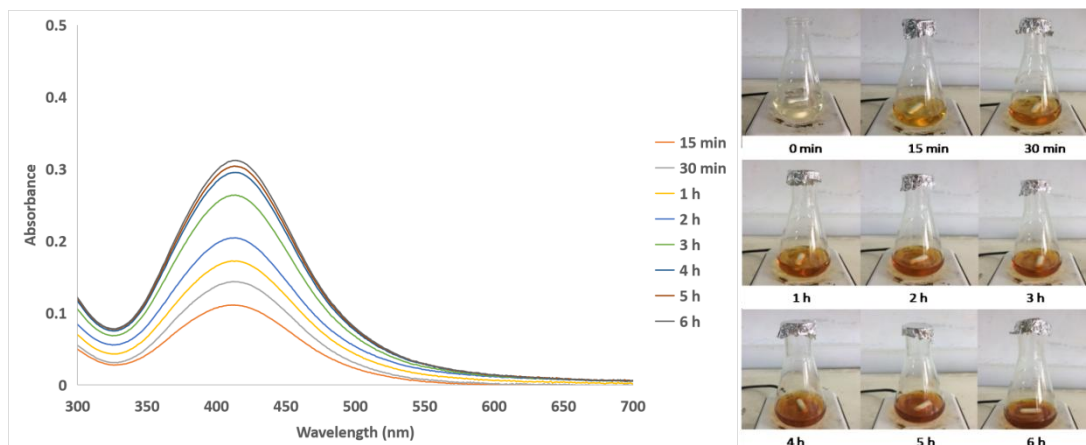 0.5
0.4
0.3
0.2
0.1
0
Absorbance
300 350 400 450 500 550 600 650 700
Wavelength (nm)
15 min
30 min
1 h
2 h
3 h
4 h
5 h
6 h
0 min 15 min 30 min
1 h 2 h 3 h
4 h 5 h 6 h